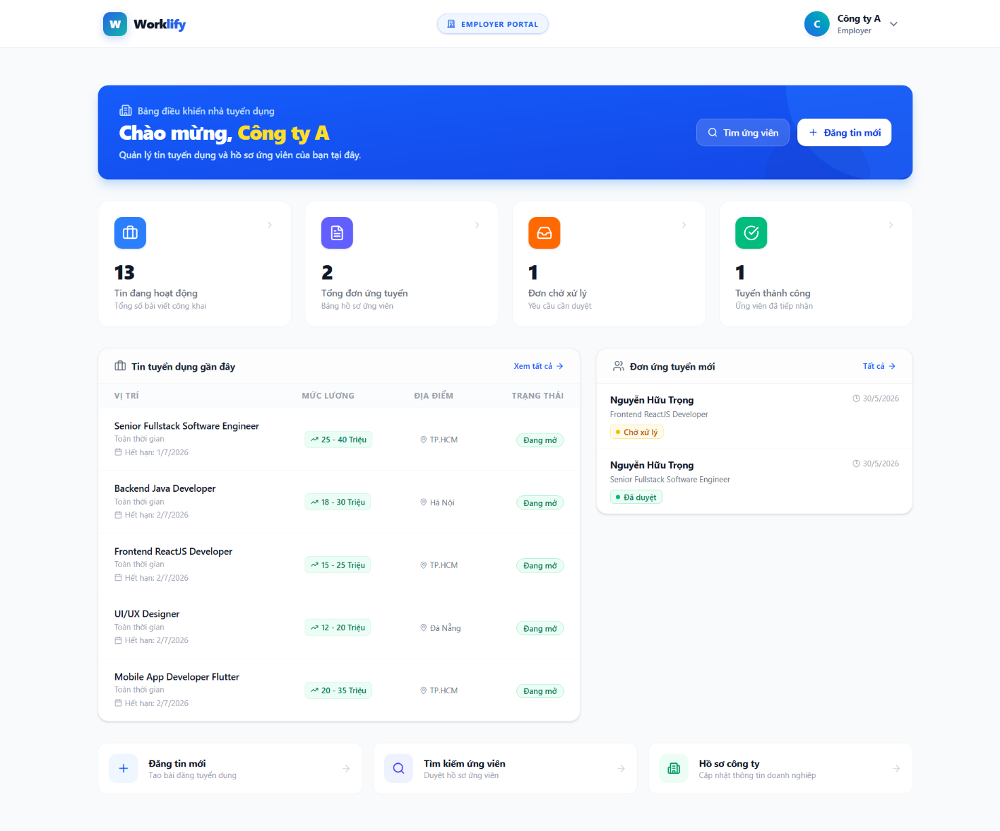 W Worklify
EMPLOYER PORTAL
C
Công ty A
Employer
Bảng điều khiển nhà tuyển dụng
Chào mừng, Công ty A
Quản lý tin tuyển dụng và hồ sơ ứng viên của bạn tại đây.
Tìm ứng viên
Đăng tin mới
13
Tin đang hoạt động
Tổng số bài viết công khai
2
Tổng đơn ứng tuyển
Bảng hồ sơ ứng viên
1
Đơn chờ xử lý
Yêu cầu cần duyệt
1
Tuyển thành công
Ứng viên đã tiếp nhận
Tin tuyển dụng gần đây
Xem tất cả
VỊ TRÍ MỨC LƯƠNG ĐỊA ĐIỂM TRẠNG THÁI
Senior Fullstack Software Engineer
Toàn thời gian
Hết hạn: 1/7/2026
25 - 40 Triệu
TP.HCM
Đang mở
Backend Java Developer
Toàn thời gian
Hết hạn: 2/7/2026
18 - 30 Triệu
Hà Nội
Đang mở
Frontend ReactJS Developer
Toàn thời gian
Hết hạn: 2/7/2026
15 - 25 Triệu
TP.HCM
Đang mở
UI/UX Designer
Toàn thời gian
Hết hạn: 2/7/2026
12 - 20 Triệu
Đà Nẵng
Đang mở
Mobile App Developer Flutter
Toàn thời gian
Hết hạn: 2/7/2026
20 - 35 Triệu
TP.HCM
Đang mở
Đơn ứng tuyển mới
Tất cả
Nguyễn Hữu Trọng
30/5/2026
Frontend ReactJS Developer
Chờ xử lý
Nguyễn Hữu Trọng
30/5/2026
Senior Fullstack Software Engineer
Đã duyệt
Đăng tin mới
Tạo bài đăng tuyển dụng
Tìm kiếm ứng viên
Duyệt hồ sơ ứng viên
Hồ sơ công ty
Cập nhật thông tin doanh nghiệp